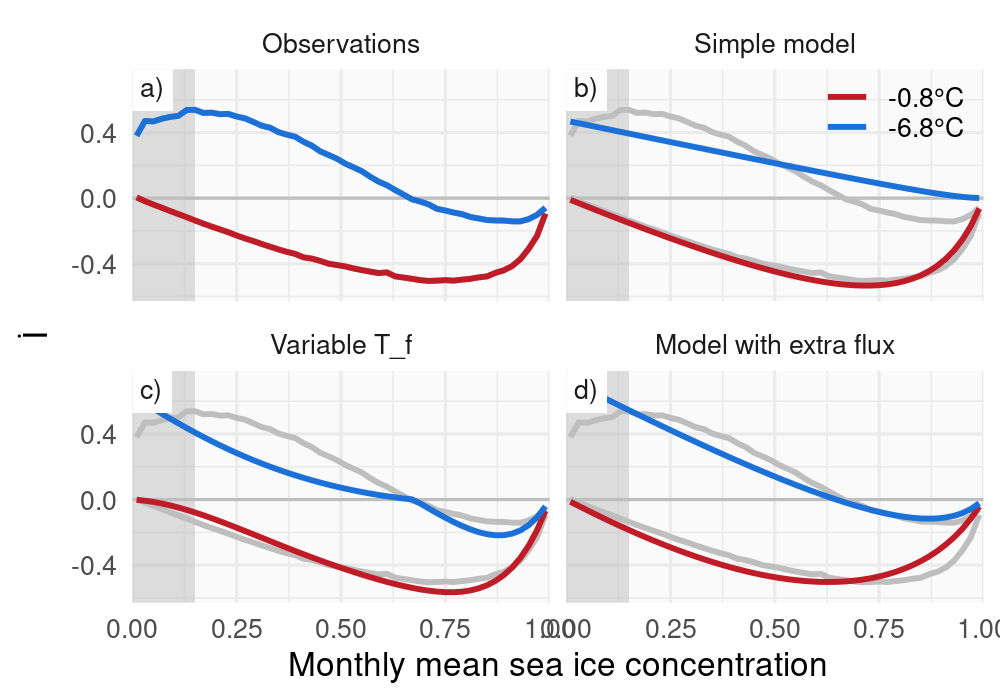 Observations
Simple model
a)
b)
-0.8°C
-6.8°C
0.4
0.0
-0.4
i
Variable T_f
Model with extra flux
c)
d)
0.4
0.0
-0.4
0.00 0.25 0.50 0.75 1.00
0.00 0.25 0.50 0.75 1.00
Monthly mean sea ice concentration